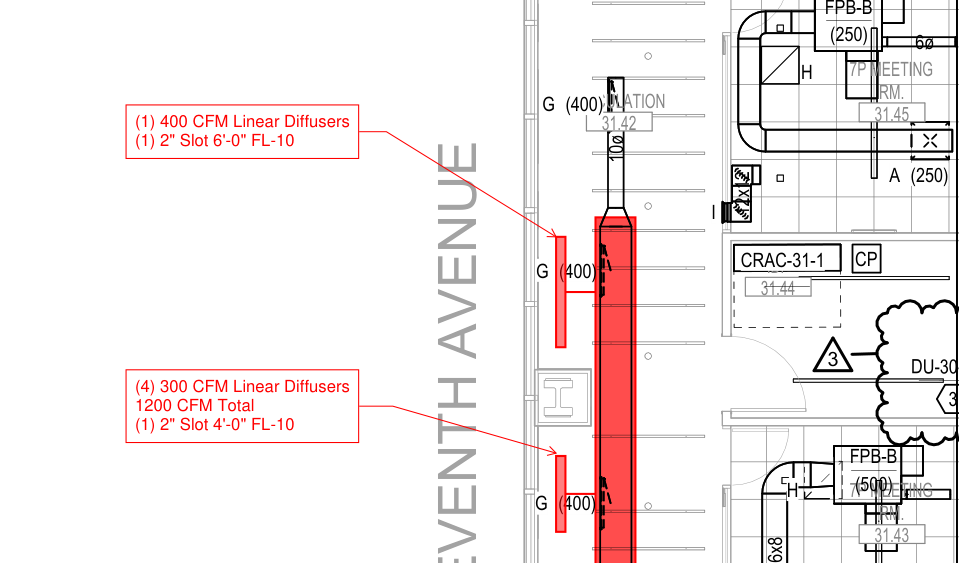 FPB-B
(250)
6ø
H
7P MEETING
RM.
31.45
G (400)
31.42
10ø
(1) 400 CFM Linear Diffusers
(1) 2" Slot 6'-0" FL-10
A (250)
I
SEVENTH AVENUE
G (400)
CRAC-31-1
CP
31.44
3
DU-30
3
(4) 300 CFM Linear Diffusers
1200 CFM Total
(1) 2" Slot 4'-0" FL-10
FPB-B
(500)
H
MEETING
RM.
31.43
G (400)
6x8